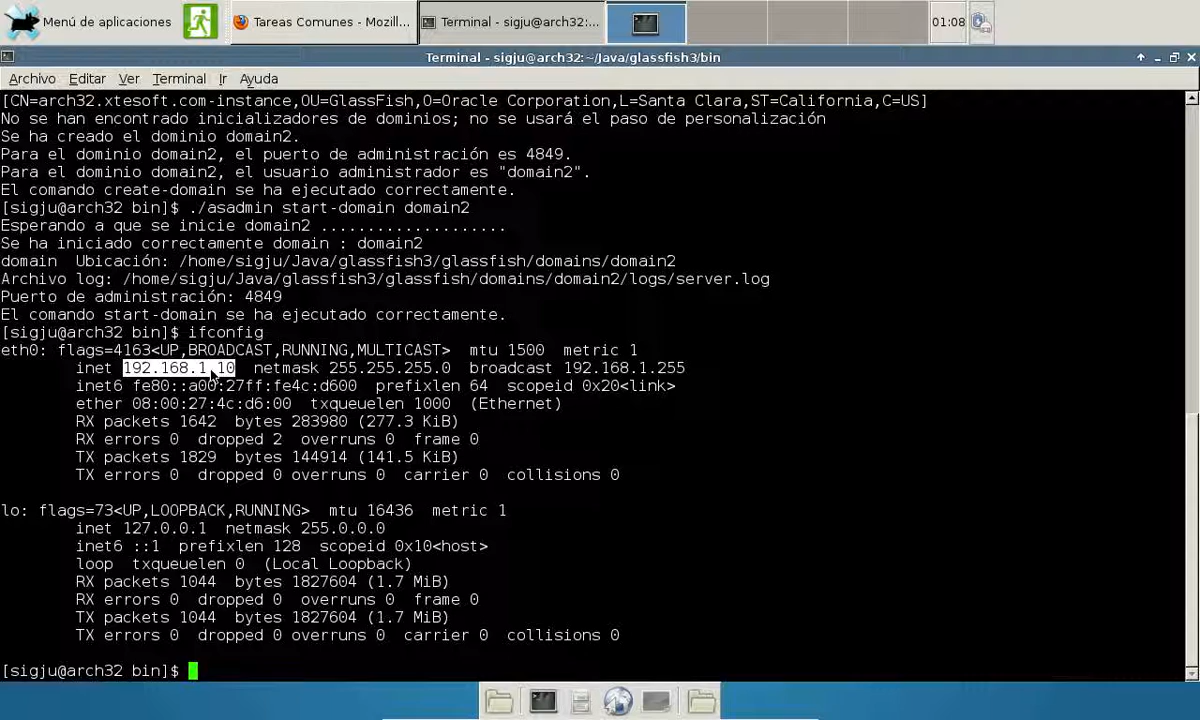 Menú de aplicaciones
Tareas Comunes - Mozill...
Terminal - sigju@arch32:...
01:08
Terminal - sigju@arch32:~/Java/glassfish3/bin
Archivo Editar Ver Terminal Ir Ayuda
[CN=arch32.xtesoft.com-instance,OU=GlassFish,O=Oracle Corporation,L=Santa Clara,ST=California,C=US]
No se han encontrado inicializadores de dominios; no se usará el paso de personalización
Se ha creado el dominio domain2.
Para el dominio domain2, el puerto de administración es 4849.
Para el dominio domain2, el usuario administrador es "domain2".
El comando create-domain se ha ejecutado correctamente.
[sigju@arch32 bin]$ ./asadmin start-domain domain2
Esperando a que se inicie domain2 ....................
Se ha iniciado correctamente domain : domain2
domain  Ubicación: /home/sigju/Java/glassfish3/glassfish/domains/domain2
Archivo log: /home/sigju/Java/glassfish3/glassfish/domains/domain2/logs/server.log
Puerto de administración: 4849
El comando start-domain se ha ejecutado correctamente.
[sigju@arch32 bin]$ ifconfig
eth0: flags=4163<UP,BROADCAST,RUNNING,MULTICAST>  mtu 1500  metric 1
inet 192.168.1.10  netmask 255.255.255.0  broadcast 192.168.1.255
inet6 fe80::a00:27ff:fe4c:d600  prefixlen 64  scopeid 0x20<link>
ether 08:00:27:4c:d6:00  txqueuelen 1000  (Ethernet)
RX packets 1642  bytes 283980 (277.3 KiB)
RX errors 0  dropped 2  overruns 0  frame 0
TX packets 1829  bytes 144914 (141.5 KiB)
TX errors 0  dropped 0 overruns 0  carrier 0  collisions 0
lo: flags=73<UP,LOOPBACK,RUNNING>  mtu 16436  metric 1
inet 127.0.0.1  netmask 255.0.0.0
inet6 ::1  prefixlen 128  scopeid 0x10<host>
loop  txqueuelen 0  (Local Loopback)
RX packets 1044  bytes 1827604 (1.7 MiB)
RX errors 0  dropped 0  overruns 0  frame 0
TX packets 1044  bytes 1827604 (1.7 MiB)
TX errors 0  dropped 0 overruns 0  carrier 0  collisions 0
[sigju@arch32 bin]$